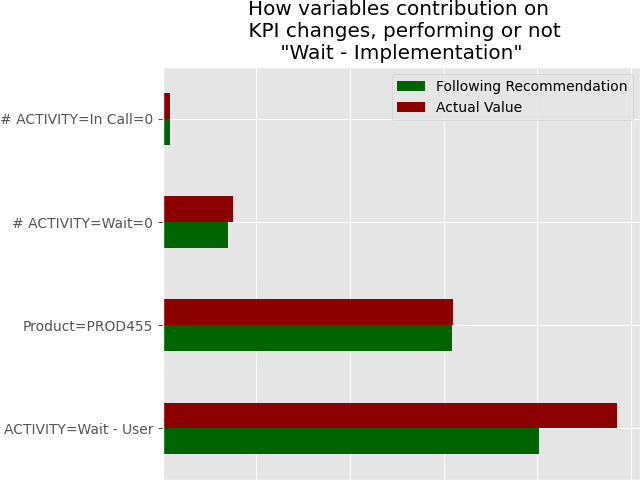 How variables contribution on
KPI changes, performing or not
"Wait - Implementation"
Following Recommendation
Actual Value
# ACTIVITY=In Call=0
# ACTIVITY=Wait=0
Product=PROD455
ACTIVITY=Wait - User